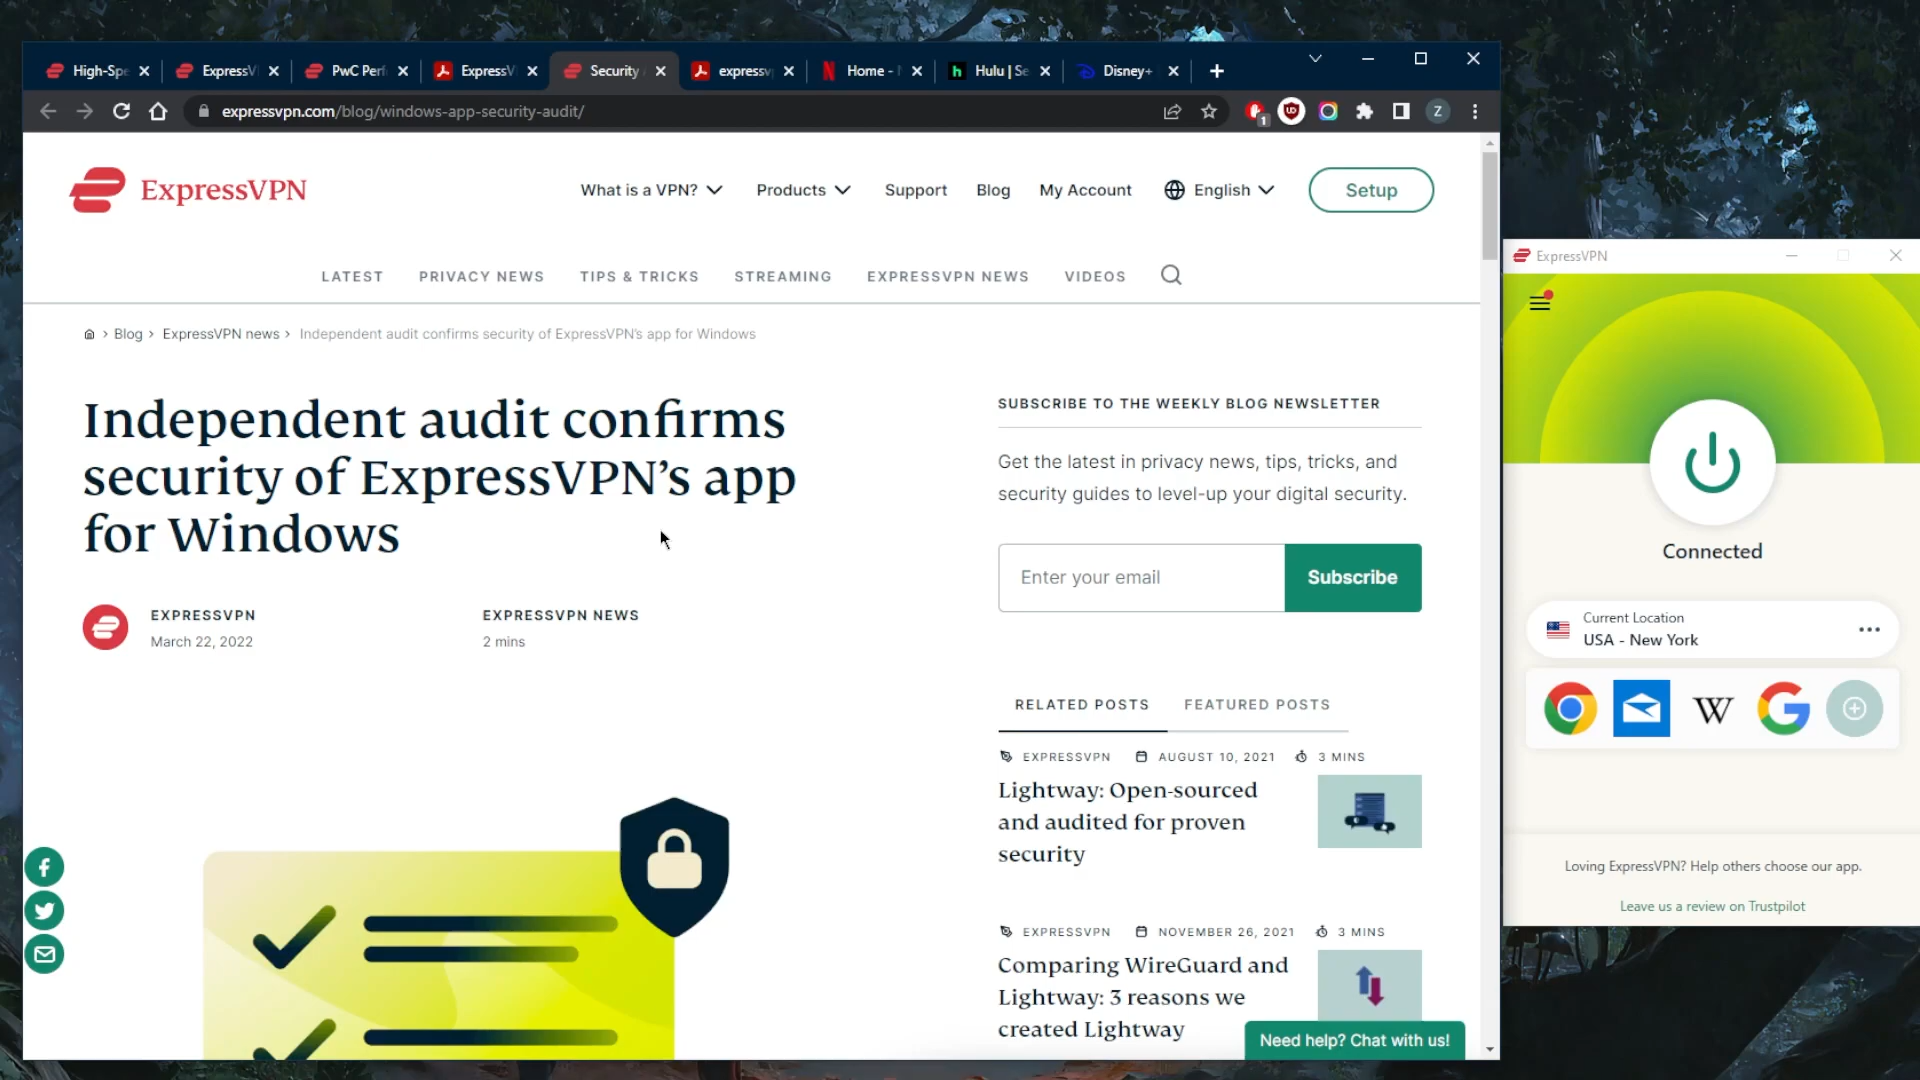 High-Spe
ExpressV
PwC Perf
ExpressV
Security
expressv
Home - N
Hulu | Se
Disney+
expressvpn.com/blog/windows-app-security-audit/
1
Z
ExpressVPN
What is a VPN?
Products
Support
Blog
My Account
English
Setup
LATEST
PRIVACY NEWS
TIPS & TRICKS
STREAMING
EXPRESSVPN NEWS
VIDEOS
> Blog > ExpressVPN news > Independent audit confirms security of ExpressVPN's app for Windows
Independent audit confirms
security of ExpressVPN’s app
for Windows
EXPRESSVPN
March 22, 2022
EXPRESSVPN NEWS
2 mins
SUBSCRIBE TO THE WEEKLY BLOG NEWSLETTER
Get the latest in privacy news, tips, tricks, and
security guides to level-up your digital security.
Enter your email
Subscribe
RELATED POSTS
FEATURED POSTS
EXPRESSVPN AUGUST 10, 2021 3 MINS
Lightway: Open-sourced
and audited for proven
security
EXPRESSVPN NOVEMBER 26, 2021 3 MINS
Comparing WireGuard and
Lightway: 3 reasons we
created Lightway
Need help? Chat with us!
ExpressVPN
Connected
Current Location
USA - New York
W
G
Loving ExpressVPN? Help others choose our app.
Leave us a review on Trustpilot